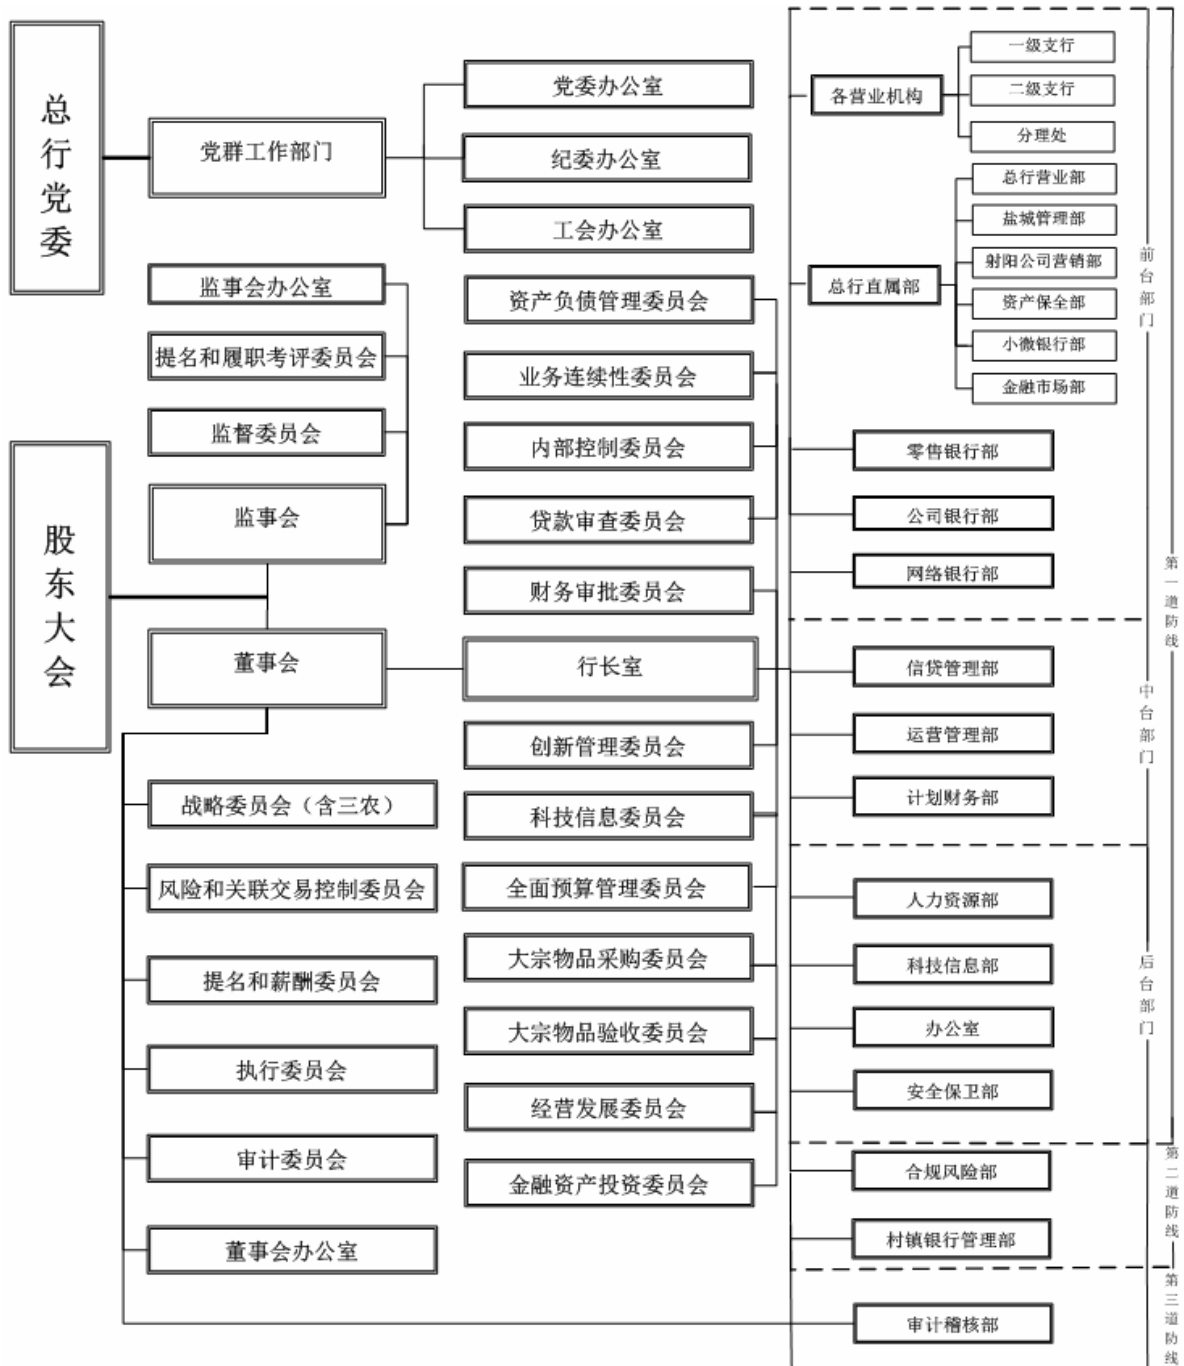 总行党委
党群工作部门
党委办公室
纪委办公室
工会办公室
股东大会
监事会办公室
提名和履职考评委员会
监督委员会
监事会
董事会
战略委员会（含三农）
风险和关联交易控制委员会
提名和薪酬委员会
执行委员会
审计委员会
董事会办公室
资产负债管理委员会
业务连续性委员会
内部控制委员会
贷款审查委员会
财务审批委员会
行长室
创新管理委员会
科技信息委员会
全面预算管理委员会
大宗物品采购委员会
大宗物品验收委员会
经营发展委员会
金融资产投资委员会
各营业机构
一级支行
二级支行
分理处
总行直属部
总行营业部
盐城管理部
射阳公司营销部
资产保全部
小微银行部
金融市场部
零售银行部
公司银行部
网络银行部
信贷管理部
运营管理部
计划财务部
人力资源部
科技信息部
办公室
安全保卫部
合规风险部
村镇银行管理部
审计稽核部
前台部门
中台部门
后台部门
第一道防线
第二道防线
第三道防线